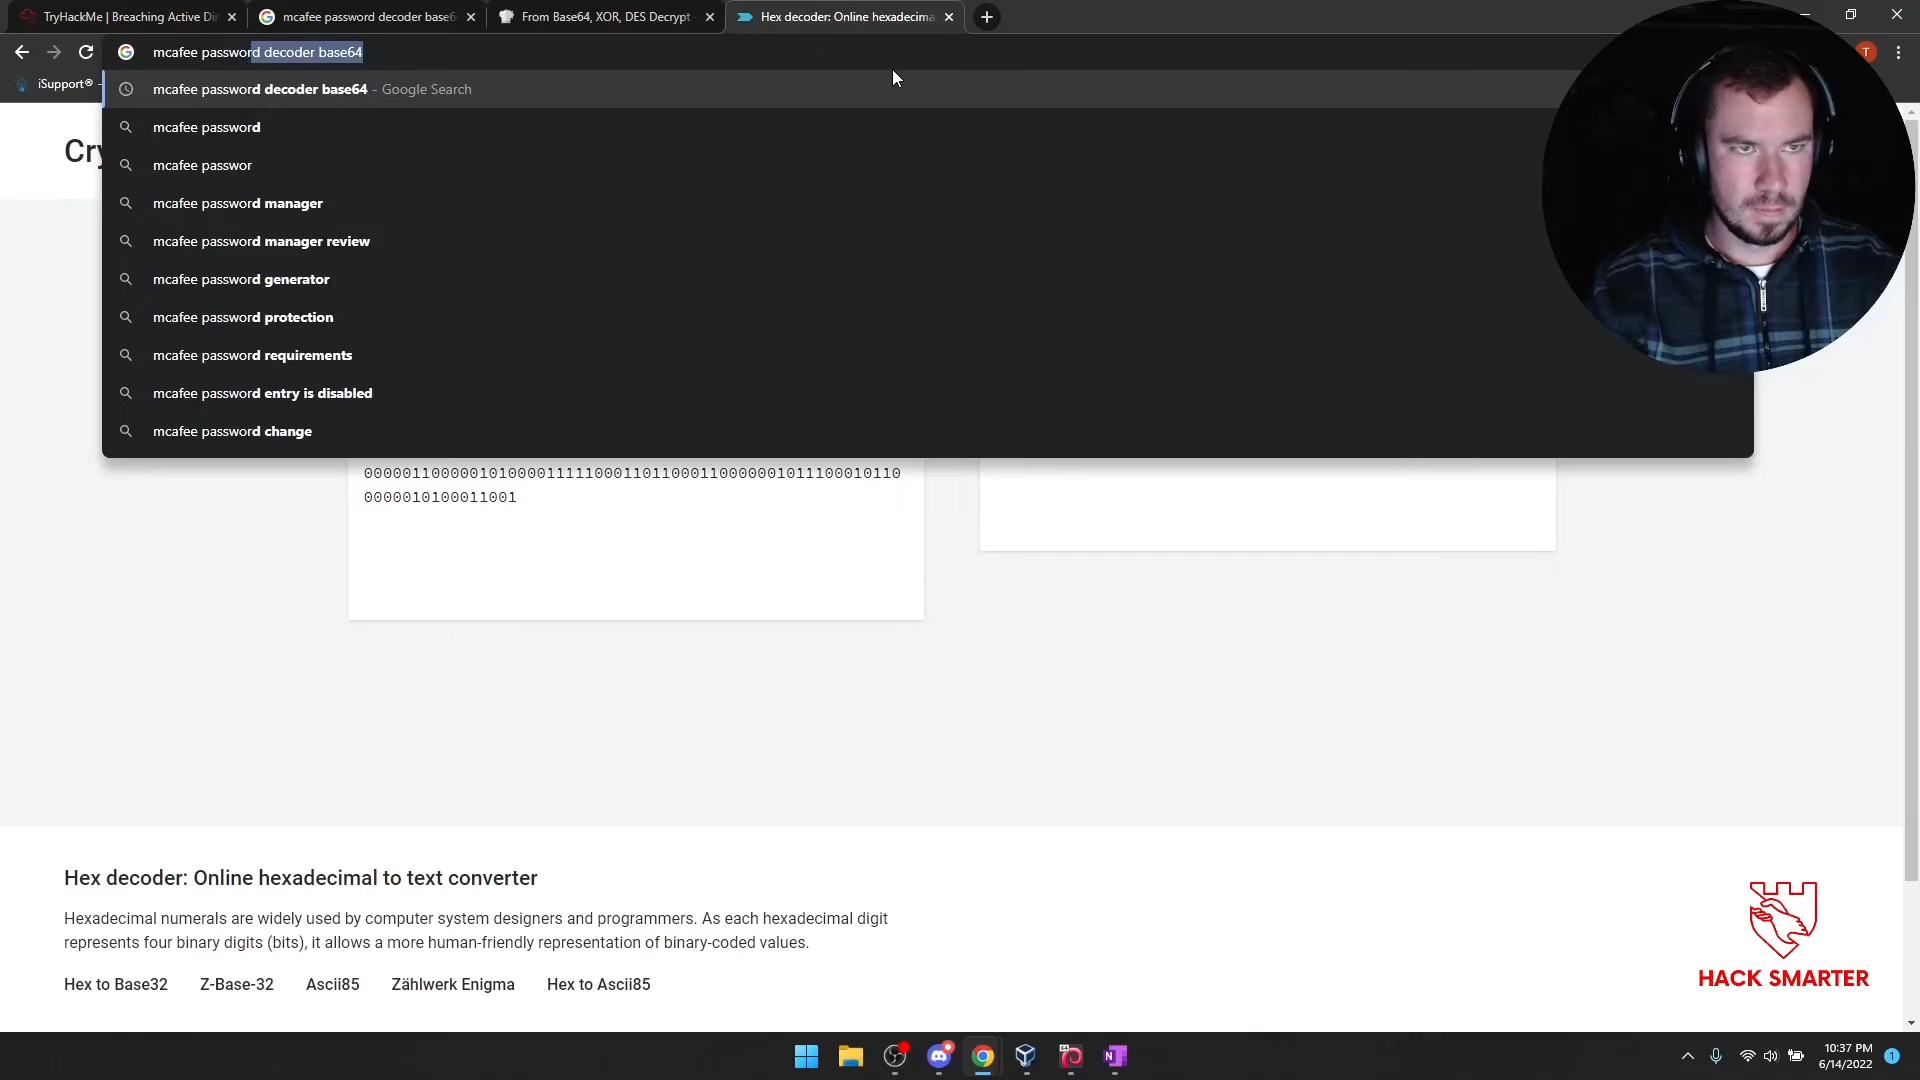 TryHackMe | Breaching Active Di
mcafee password decoder base6
From Base64, XOR, DES Decrypt -
Hex decoder: Online hexadecima
mcafee password decoder base64
T
iSupport® -
mcafee password decoder base64 - Google Search
mcafee password
mcafee passwor
mcafee password manager
mcafee password manager review
mcafee password generator
mcafee password protection
mcafee password requirements
mcafee password entry is disabled
mcafee password change
Cry
0000011000001010000111110001101100011000000101110001011​0
0000010100011001
Hex decoder: Online hexadecimal to text converter
Hexadecimal numerals are widely used by computer system designers and programmers. As each hexadecimal digit
represents four binary digits (bits), it allows a more human-friendly representation of binary-coded values.
Hex to Base32 Z-Base-32 Ascii85 Zählwerk Enigma Hex to Ascii85
HACK SMARTER
10:37 PM
6/14/2022
1